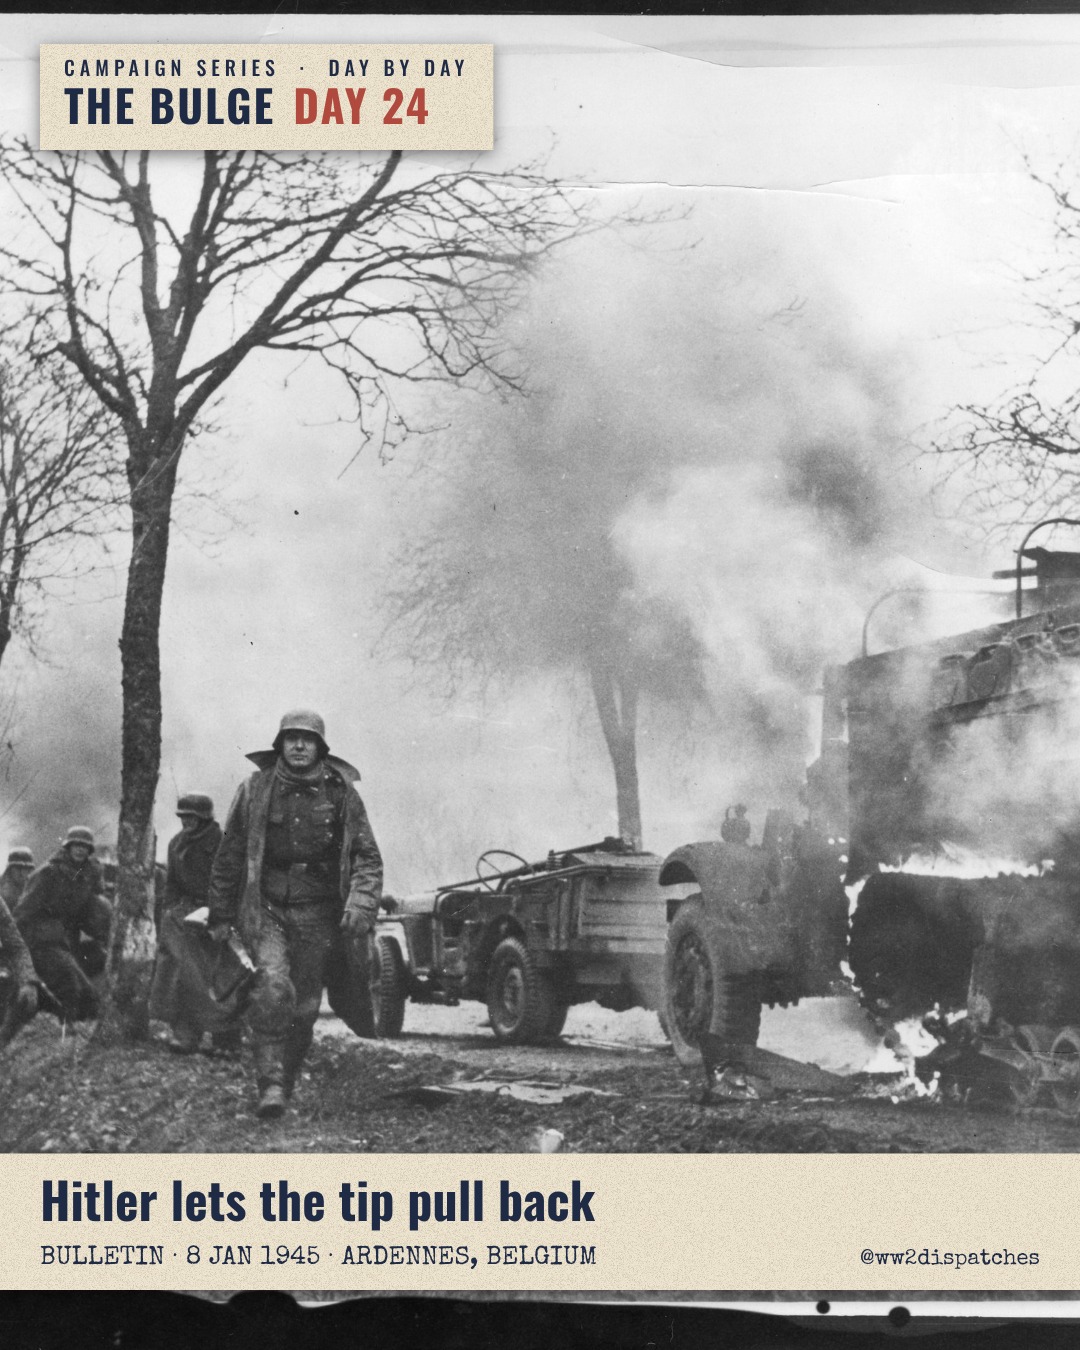 CAMPAIGN SERIES · DAY BY DAY
THE BULGE DAY 24
Hitler lets the tip pull back
BULLETIN · 8 JAN 1945 · ARDENNES, BELGIUM
@ww2dispatches